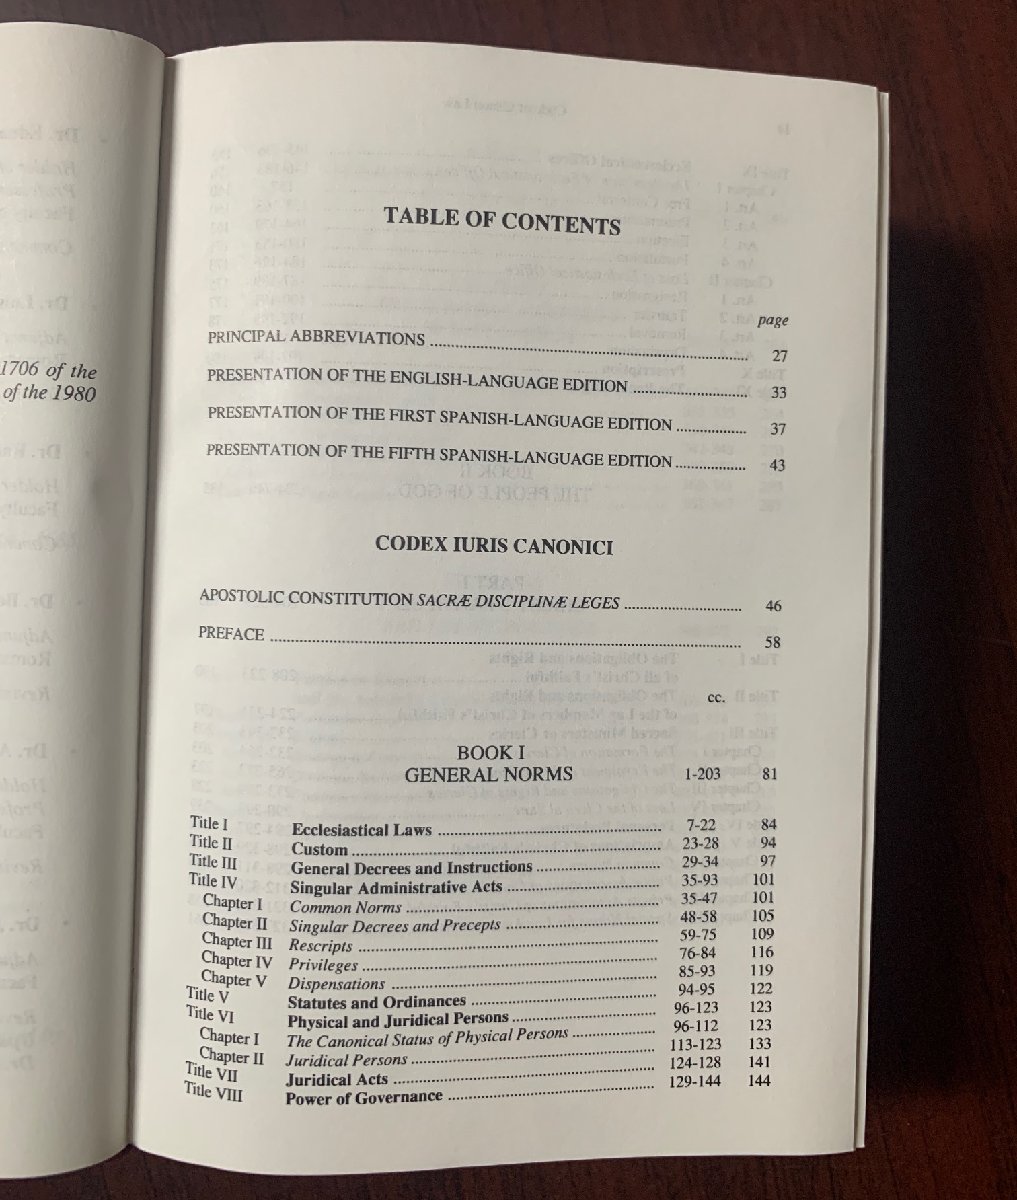 1706 of the
of the 1980
TABLE OF CONTENTS
page
PRINCIPAL ABBREVIATIONS ........ 27
PRESENTATION OF THE ENGLISH-LANGUAGE EDITION ........ 33
PRESENTATION OF THE FIRST SPANISH-LANGUAGE EDITION ........ 37
PRESENTATION OF THE FIFTH SPANISH-LANGUAGE EDITION ........ 43
CODEX IURIS CANONICI
APOSTOLIC CONSTITUTION SACRÆ DISCIPLINÆ LEGES ........ 46
PREFACE ........ 58
cc.
BOOK I
GENERAL NORMS 1-203 81
Title I Ecclesiastical Laws ........ 7-22 84
Title II Custom ........ 23-28 94
Title III General Decrees and Instructions ........ 29-34 97
Title IV Singular Administrative Acts ........ 35-93 101
Chapter I Common Norms ........ 35-47 101
Chapter II Singular Decrees and Precepts ........ 48-58 105
Chapter III Rescripts ........ 59-75 109
Chapter IV Privileges ........ 76-84 116
Chapter V Dispensations ........ 85-93 119
Title V Statutes and Ordinances ........ 94-95 122
Title VI Physical and Juridical Persons ........ 96-123 123
Chapter I The Canonical Status of Physical Persons ........ 96-112 123
Chapter II Juridical Persons ........ 113-123 133
Title VII Juridical Acts ........ 124-128 141
Title VIII Power of Governance ........ 129-144 144